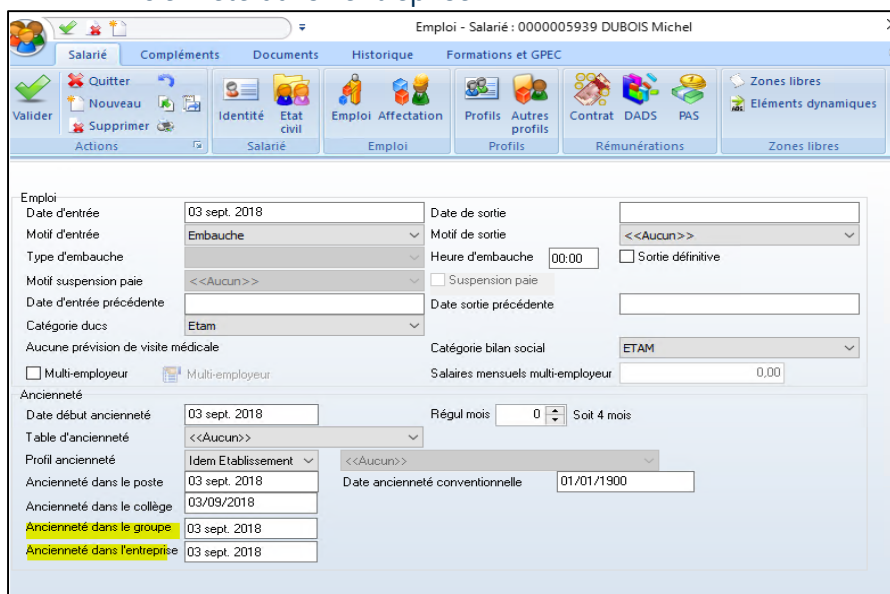 Emploi - Salarié : 0000005939 DUBOIS Michel
Salarié Compléments Documents Historique Formations et GPEC
Valider
Quitter
Nouveau
Supprimer
Identité Etat civil
Emploi Affectation
Profils Autres profils
Contrat DADS PAS
Zones libres
Eléments dynamiques
Actions Salarié Emploi Profils Rémunérations Zones libres
Emploi
Date d'entrée 03 sept. 2018 Date de sortie
Motif d'entrée Embauche Motif de sortie <<Aucun>>
Type d'embauche Heure d'embauche 00:00 Sortie définitive
Motif suspension paie <<Aucun>> Suspension paie
Date d'entrée précédente Date sortie précédente
Catégorie ducs Etam
Aucune prévision de visite médicale Catégorie bilan social ETAM
Multi-employeur Multi-employeur Salaires mensuels multi-employeur 0,00
Ancienneté
Date début ancienneté 03 sept. 2018 Régul mois 0 Soit 4 mois
Table d'ancienneté <<Aucun>>
Profil ancienneté Idem Etablissement <<Aucun>>
Ancienneté dans le poste 03 sept. 2018 Date ancienneté conventionnelle 01/01/1900
Ancienneté dans le collège 03/09/2018
Ancienneté dans le groupe 03 sept. 2018
Ancienneté dans l'entreprise 03 sept. 2018